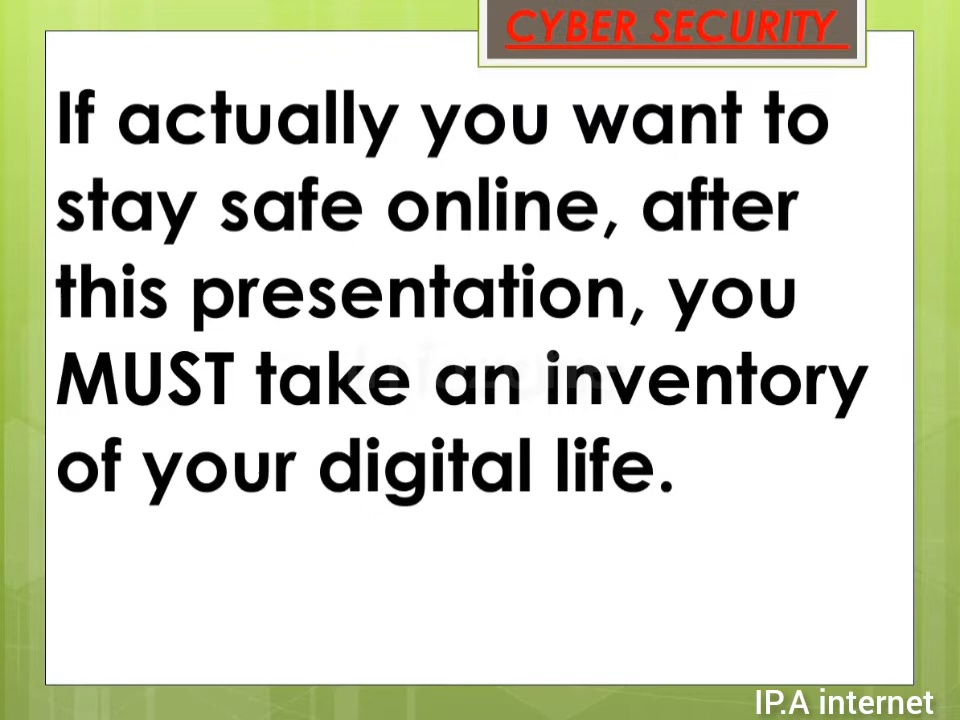 CYBER SECURITY
If actually you want to
stay safe online, after
this presentation, you
MUST take an inventory
of your digital life.
IP.A internet